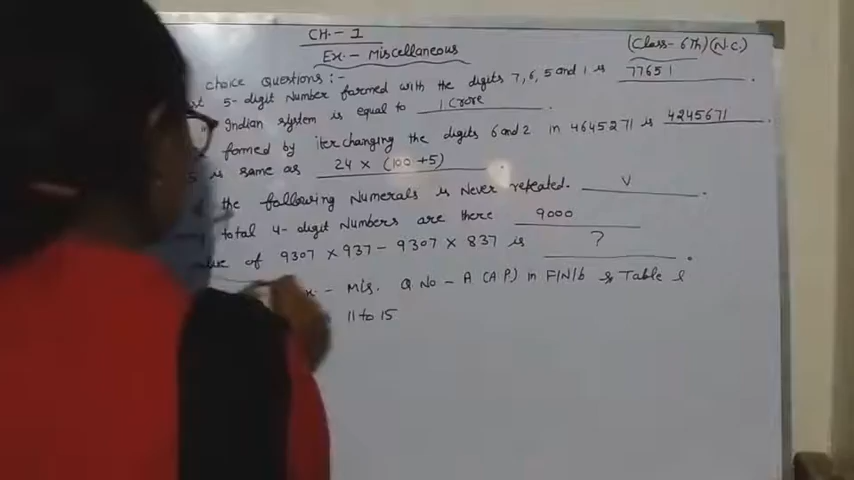 CH.- 1
Ex.- Miscellaneous
(Class- 6th) (N.C.)
choice Questions :-
st 5- digit Number formed with the digits 7, 6, 5 and 1 is 77651 .
Indian system is equal to 1 crore .
formed by iterchanging the digits 6 and 2 in 4645271 is 4245671 .
5 is same as 24 x (100 +5) .
the following Numerals is Never repeated. V .
total 4- digit Numbers are there 9000
of 9307 x 937 - 9307 x 837 is ? .
Mis. Q No - A (A P.) in F/N/b & Table
11 to 15